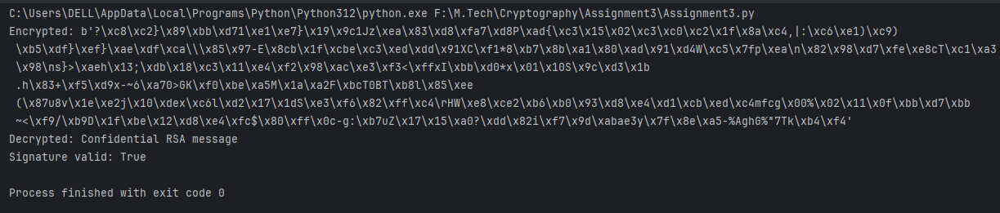 C:\Users\DELL\AppData\Local\Programs\Python\Python312\python.exe F:\M.Tech\Cryptography\Assignment3\Assignment3.py
Encrypted: b'?\xc8\xc2}\x89\xbb\xd71\xe1\xe7}\x19\x9c1Jz\xea\x83\xd8\xfa7\xd8P\xad{\xc3\x15\x02\xc3\xc0\xc2\x1f\x8a\xc4,|:\xc6\xe1)\xc9)
\xb5\xdf}\xef}\xae\xdf\xca\\\x85\x97-E\x8cb\x1f\xcbe\xc3\xed\xdd\x91XC\xf1*8\xb7\x8b\xa1\x80\xad\x91\xd4W\xc5\x7fp\xea\n\x82\x98\xd7\xfe\xe8cT\xc1\xa3
\x98\ns}>\xaeh\x13;\xdb\x18\xc3\x11\xe4\xf2\x98\xac\xe3\xf3<\xffxI\xbb\xd0*x\x01\x10S\x9c\xd3\x1b
.h\x83+\xf5\xd9x-~6\xa70>GK\xf0\xbe\xa5M\x1a\xa2F\xbcTOBT\xb8l\x85\xee
(\x87u8v\x1e\xe2j\x10\xdex\xc6l\xd2\x17\x1dS\xe3\xf6\x82\xff\xc4\rHW\xe8\xce2\xb6\xb0\x93\xd8\xe4\xd1\xcb\xed\xc4mfcg\x00%\x02\x11\x0f\xbb\xd7\xbb
~<\xf9/\xb9D\x1f\xbe\x12\xd8\xe4\xfc$\x80\xff\x0c-g:\xb7uZ\x17\x15\xa0?\xdd\x82i\xf7\x9d\xabae3y\x7f\x8e\xa5-%AghG%"7Tk\xb4\xf4'
Decrypted: Confidential RSA message
Signature valid: True
Process finished with exit code 0